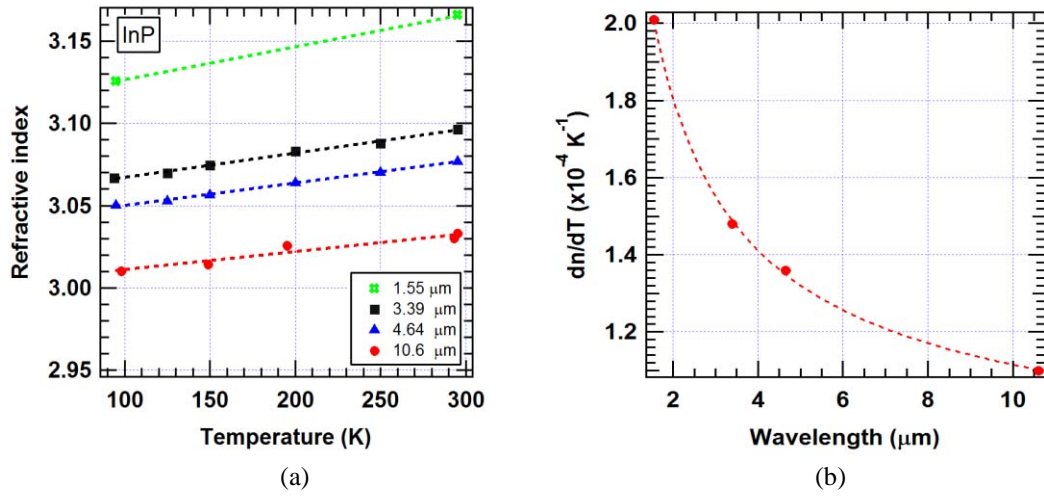 InP
Refractive index
3.15
3.10
3.05
3.00
2.95
1.55 μm
3.39 μm
4.64 μm
10.6 μm
100 150 200 250 300
Temperature (K)
(a)
dn/dT (x10⁻⁴ K⁻¹)
2.0
1.8
1.6
1.4
1.2
2 4 6 8 10
Wavelength (μm)
(b)